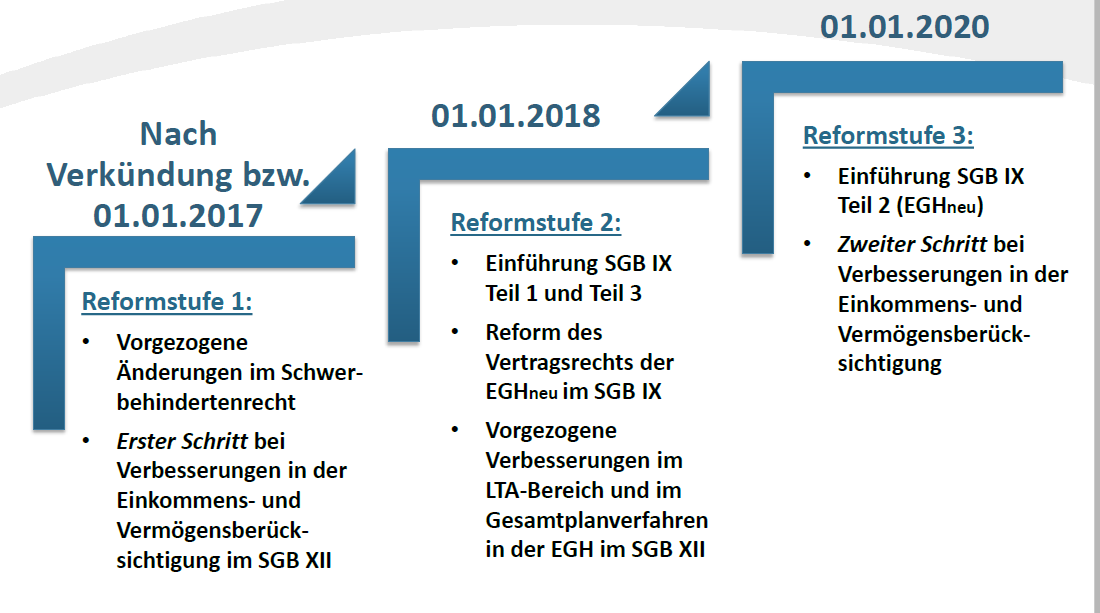 Nach
Verkündung bzw.
01.01.2017
Reformstufe 1:
• Vorgezogene
Änderungen im Schwer-
behindertenrecht
• Erster Schritt bei
Verbesserungen in der
Einkommens- und
Vermögensberück-
sichtigung im SGB XII
01.01.2018
Reformstufe 2:
• Einführung SGB IX
Teil 1 und Teil 3
• Reform des
Vertragsrechts der
EGHneu im SGB IX
• Vorgezogene
Verbesserungen im
LTA-Bereich und im
Gesamtplanverfahren
in der EGH im SGB XII
01.01.2020
Reformstufe 3:
• Einführung SGB IX
Teil 2 (EGHneu)
• Zweiter Schritt bei
Verbesserungen in der
Einkommens- und
Vermögensberück-
sichtigung